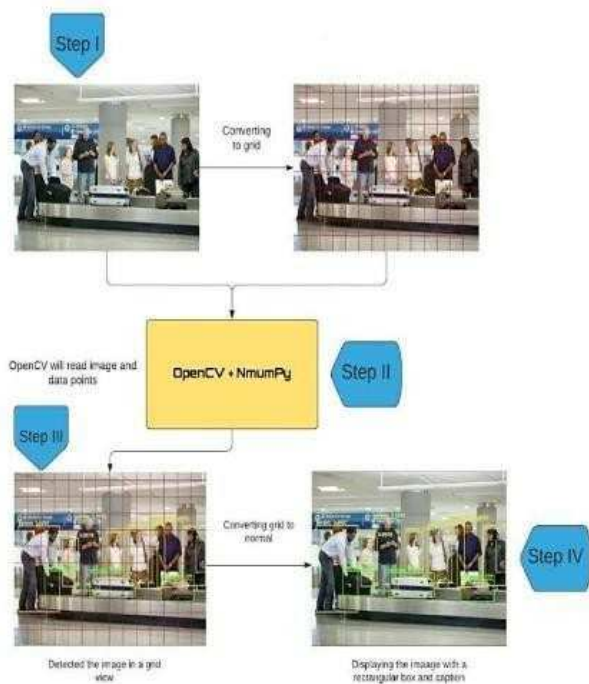 Step I
Converting
to grid
OpenCV will read image and
data points
OpenCV + NmumPy
Step II
Step III
Converting grid to
normal
Step IV
Detected the image in a grid
view.
Displaying the imaage with a
rectangular box and caption